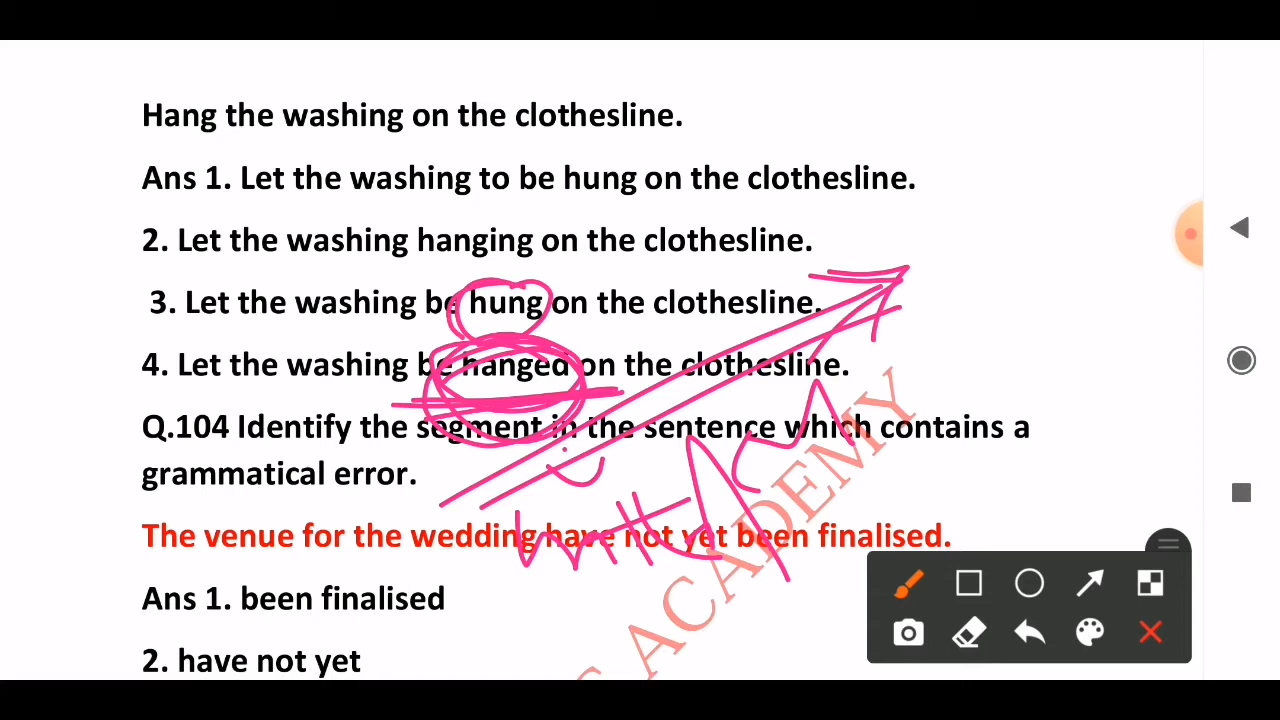 Hang the washing on the clothesline.
Ans 1. Let the washing to be hung on the clothesline.
2. Let the washing hanging on the clothesline.
3. Let the washing be hung on the clothesline.
4. Let the washing be hanged on the clothesline.
Q.104 Identify the segment in the sentence which contains a
grammatical error.
The venue for the wedding have not yet been finalised.
Ans 1. been finalised
2. have not yet
ACADEMY